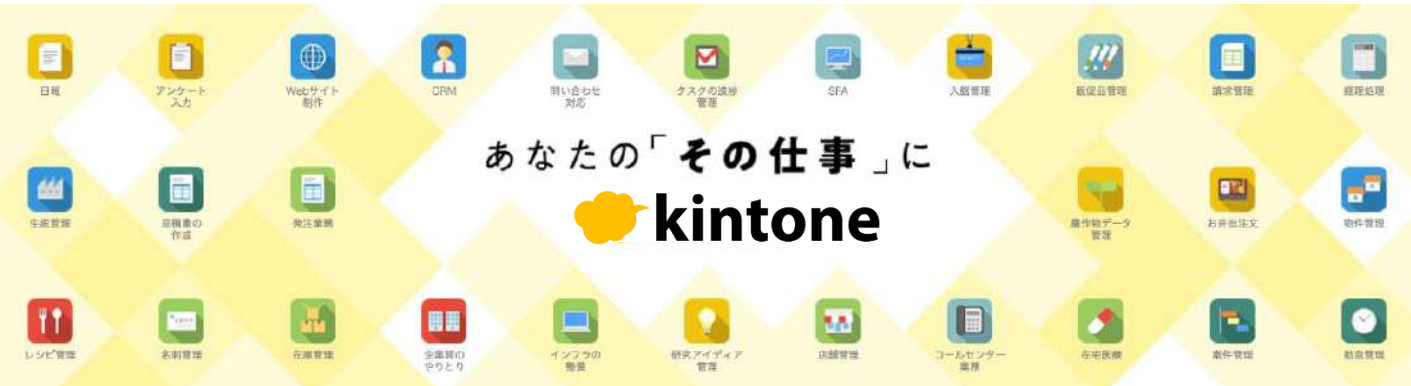 日報
アンケート
入力
Webサイト
制作
CRM
問い合わせ
対応
タスクの進捗
管理
SFA
入館管理
販促品管理
請求管理
経理処理
あなたの「その仕事」に
kintone
生産管理
見積書の
作成
発注業務
農作物データ
管理
お弁当注文
物件管理
レシピ管理
名刺管理
在庫管理
企業間の
やりとり
インフラの
整備
研究アイディア
管理
店舗管理
コールセンター
業務
在宅医療
案件管理
勤怠管理